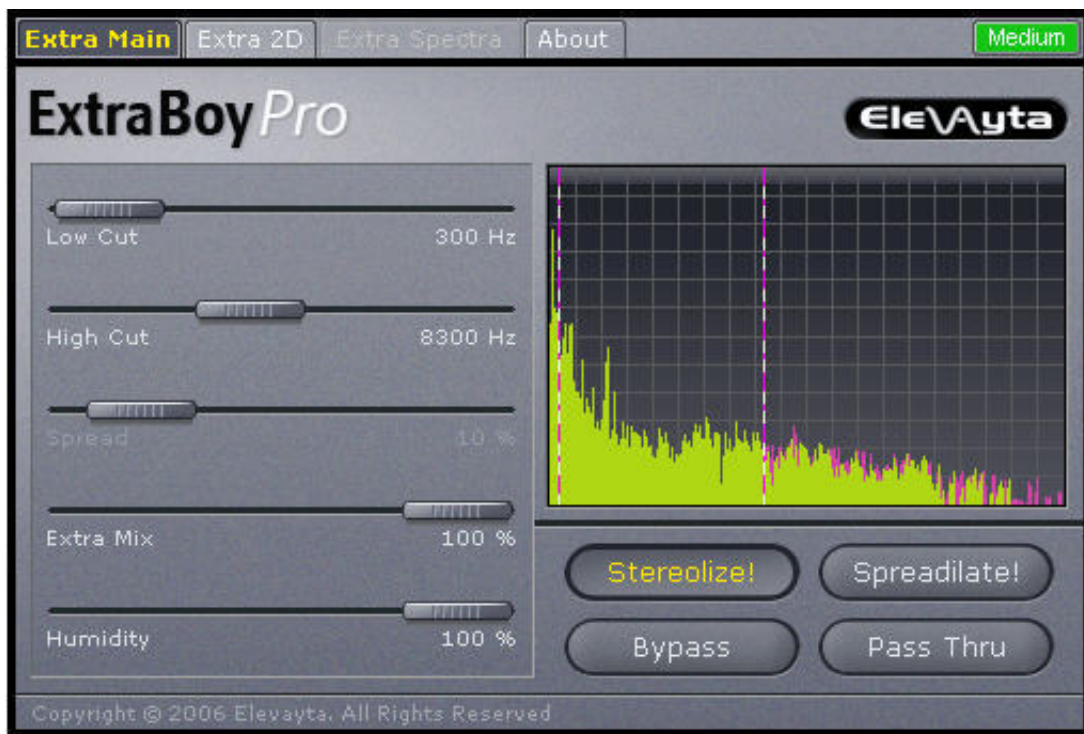 Extra Main Extra 2D Extra Spectra About Medium
ExtraBoy Pro
EleVAyta
Low Cut 300 Hz
High Cut 8300 Hz
Spread 10 %
Extra Mix 100 %
Humidity 100 %
Stereolize! Spreadilate!
Bypass Pass Thru
Copyright © 2006 Elevayta. All Rights Reserved